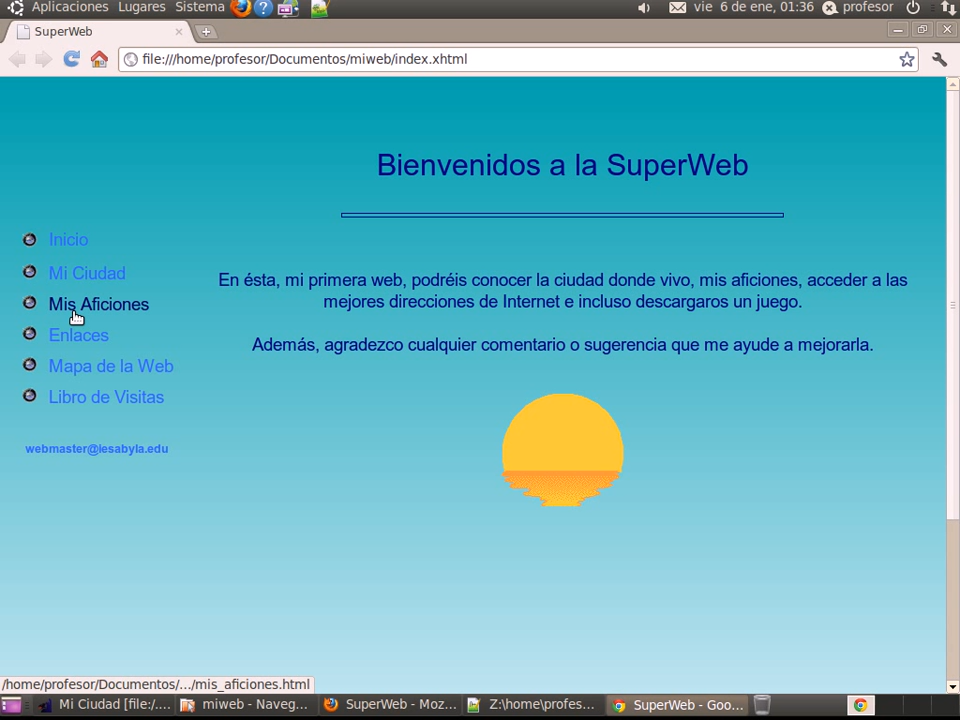 Aplicaciones Lugares Sistema vie 6 de ene, 01:36 profesor
SuperWeb
file:///home/profesor/Documentos/miweb/index.xhtml
Bienvenidos a la SuperWeb
Inicio
Mi Ciudad
Mis Aficiones
Enlaces
Mapa de la Web
Libro de Visitas
webmaster@iesabyla.edu
En ésta, mi primera web, podréis conocer la ciudad donde vivo, mis aficiones, acceder a las
mejores direcciones de Internet e incluso descargaros un juego.
Además, agradezco cualquier comentario o sugerencia que me ayude a mejorarla.
/home/profesor/Documentos/.../mis_aficiones.html
Mi Ciudad [file:/.... miweb - Naveg... SuperWeb - Moz... Z:\home\profes... SuperWeb - Goo...